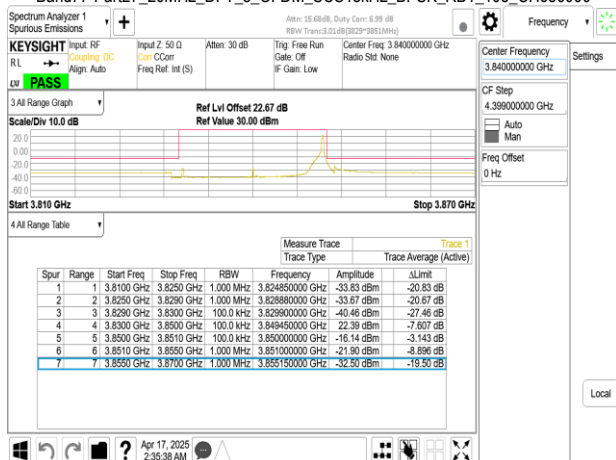 Spectrum Analyzer 1
Spurious Emissions
Attn: 15.68dB, Duty Corr: 6.99 dB
RBW Trans:3.01dB(3829~3851MHz)
Frequency
Settings
KEYSIGHT
RL
PASS
Input: RF
Coupling: DC
Align: Auto
Input Z: 50 Ω
Corr CCorr
Freq Ref: Int (S)
Atten: 30 dB
Trig: Free Run
Gate: Off
IF Gain: Low
Center Freq: 3.840000000 GHz
Radio Std: None
Center Frequency
3.840000000 GHz
CF Step
4.399000000 GHz
Auto
Man
Freq Offset
0 Hz
Local
3 All Range Graph
Scale/Div 10.0 dB
Ref Lvl Offset 22.67 dB
Ref Value 30.00 dBm
20.0
0.00
-20.0
-40.0
-60.0
Start 3.810 GHz
Stop 3.870 GHz
4 All Range Table
Measure Trace Trace 1
Trace Type Trace Average (Active)
Spur Range Start Freq Stop Freq RBW Frequency Amplitude ΔLimit
1 1 3.8100 GHz 3.8250 GHz 1.000 MHz 3.824850000 GHz -33.83 dBm -20.83 dB
2 2 3.8250 GHz 3.8290 GHz 1.000 MHz 3.828880000 GHz -33.67 dBm -20.67 dB
3 3 3.8290 GHz 3.8300 GHz 100.0 kHz 3.829900000 GHz -40.46 dBm -27.46 dB
4 4 3.8300 GHz 3.8500 GHz 100.0 kHz 3.849450000 GHz 22.39 dBm -7.607 dB
5 5 3.8500 GHz 3.8510 GHz 100.0 kHz 3.850000000 GHz -16.14 dBm -3.143 dB
6 6 3.8510 GHz 3.8550 GHz 1.000 MHz 3.851000000 GHz -21.90 dBm -8.896 dB
7 7 3.8550 GHz 3.8700 GHz 1.000 MHz 3.855150000 GHz -32.50 dBm -19.50 dB
Apr 17, 2025
2:35:38 AM